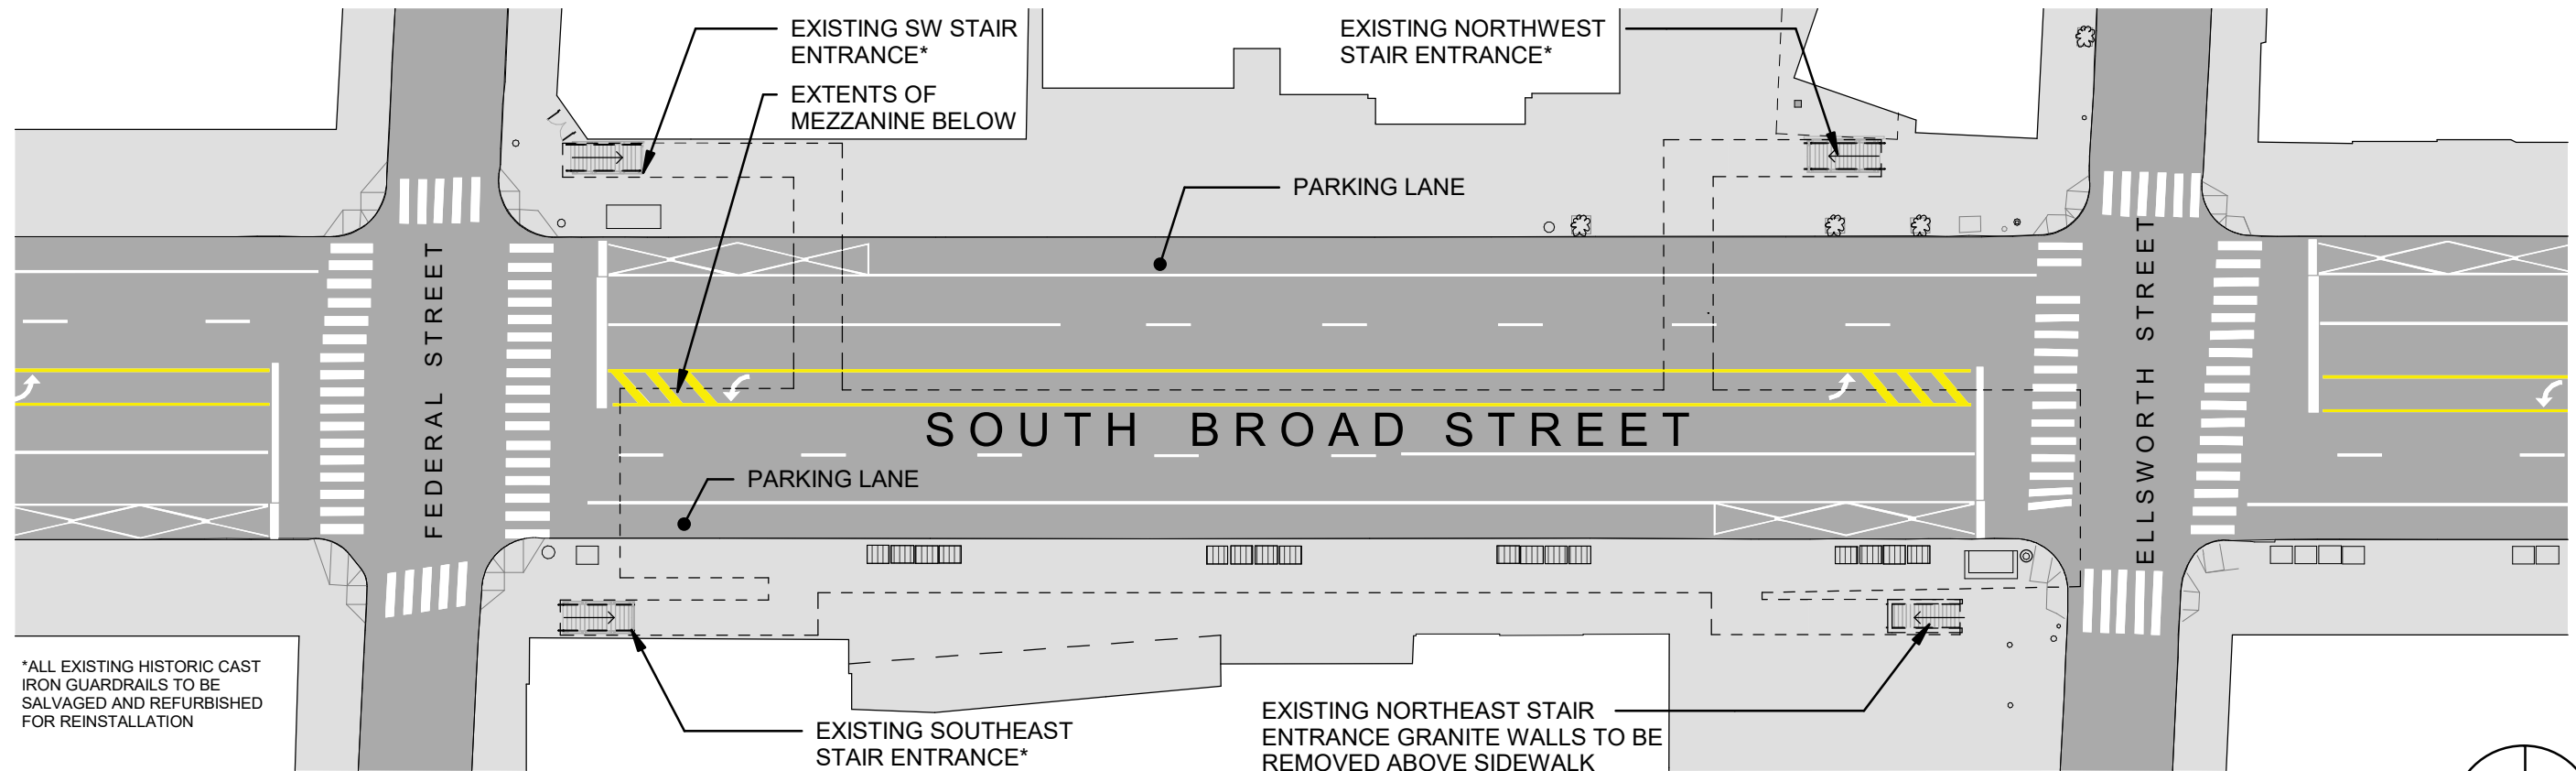 EXISTING SW STAIR
ENTRANCE*
EXTENTS OF
MEZZANINE BELOW
EXISTING NORTHWEST
STAIR ENTRANCE*
PARKING LANE
FEDERAL STREET
ELLSWORTH STREET
SOUTH BROAD STREET
PARKING LANE
*ALL EXISTING HISTORIC CAST
IRON GUARDRAILS TO BE
SALVAGED AND REFURBISHED
FOR REINSTALLATION
EXISTING SOUTHEAST
STAIR ENTRANCE*
EXISTING NORTHEAST STAIR
ENTRANCE GRANITE WALLS TO BE
REMOVED ABOVE SIDEWALK